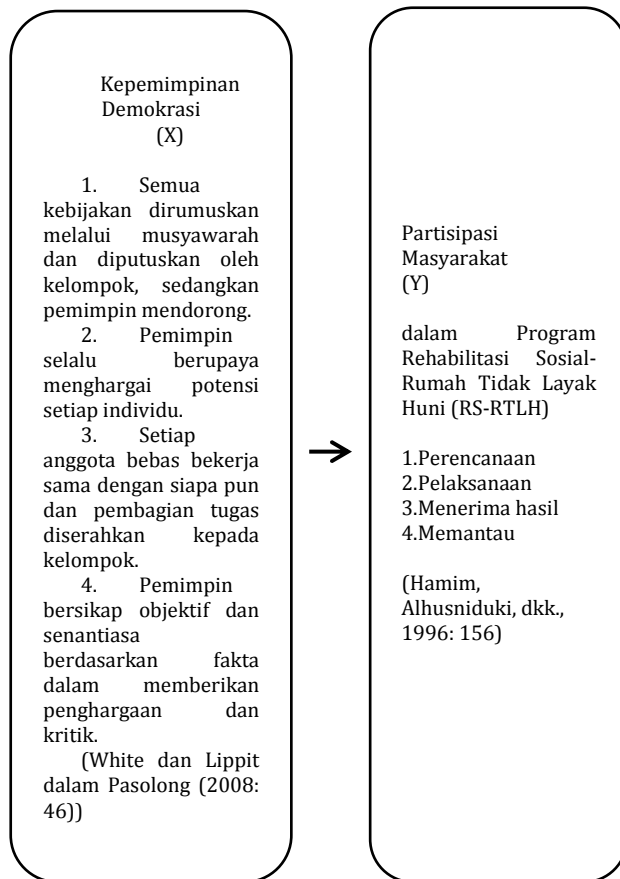 Kepemimpinan
Demokrasi
(X)
1. Semua
kebijakan dirumuskan
melalui musyawarah
dan diputuskan oleh
kelompok, sedangkan
pemimpin mendorong.
2. Pemimpin
selalu berupaya
menghargai potensi
setiap individu.
3. Setiap
anggota bebas bekerja
sama dengan siapa pun
dan pembagian tugas
diserahkan kepada
kelompok.
4. Pemimpin
bersikap objektif dan
senantiasa
berdasarkan fakta
dalam memberikan
penghargaan dan
kritik.
(White dan Lippit
dalam Pasolong (2008:
46))
Partisipasi
Masyarakat
(Y)
dalam Program
Rehabilitasi Sosial-
Rumah Tidak Layak
Huni (RS-RTLH)
1.Perencanaan
2.Pelaksanaan
3.Menerima hasil
4.Memantau
(Hamim,
Alhusniduki, dkk.,
1996: 156)